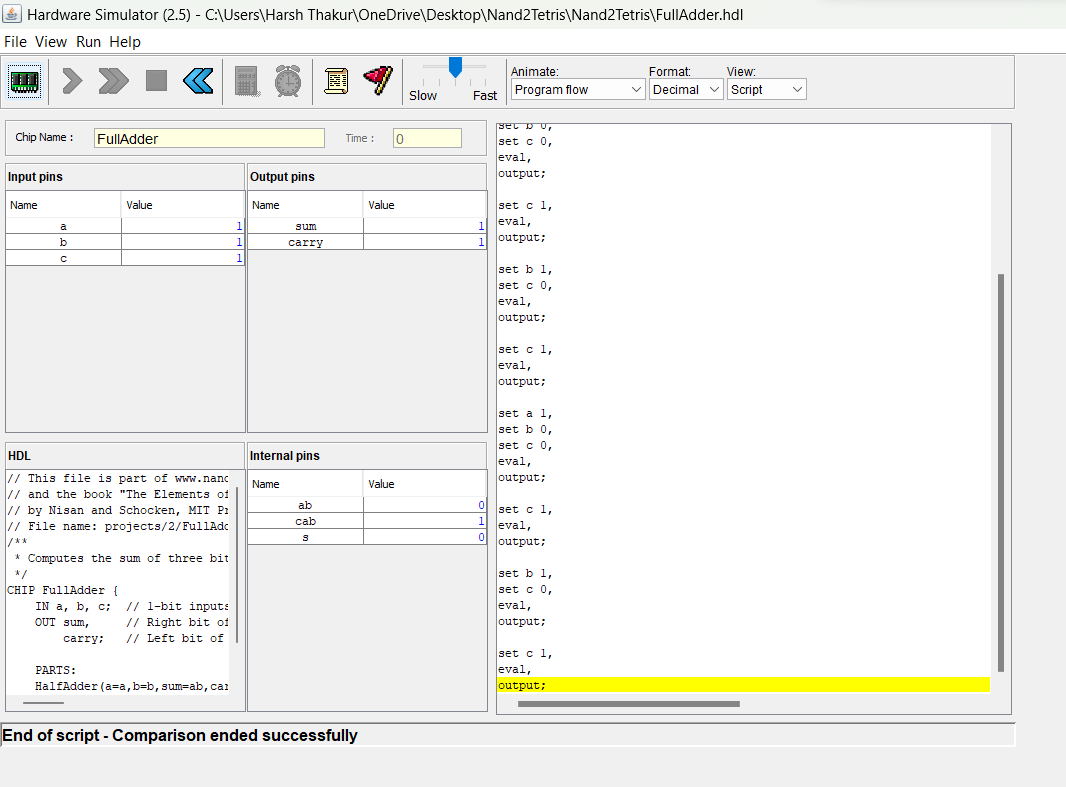 Hardware Simulator (2.5) - C:\Users\Harsh Thakur\OneDrive\Desktop\Nand2Tetris\Nand2Tetris\FullAdder.hdl
File View Run Help
Slow Fast
Animate: Format: View:
Program flow Decimal Script
Chip Name : FullAdder Time : 0
Input pins
Name Value
a 1
b 1
c 1
Output pins
Name Value
sum 1
carry 1
HDL
// This file is part of www.nand
// and the book "The Elements of
// by Nisan and Schocken, MIT Pr
// File name: projects/2/FullAdd
/**
* Computes the sum of three bit
*/
CHIP FullAdder {
IN a, b, c; // 1-bit inputs
OUT sum, // Right bit of
carry; // Left bit of
PARTS:
HalfAdder(a=a,b=b,sum=ab,car
Internal pins
Name Value
ab 0
cab 1
s 0
set b 0,
set c 0,
eval,
output;
set c 1,
eval,
output;
set b 1,
set c 0,
eval,
output;
set c 1,
eval,
output;
set a 1,
set b 0,
set c 0,
eval,
output;
set c 1,
eval,
output;
set b 1,
set c 0,
eval,
output;
set c 1,
eval,
output;
End of script - Comparison ended successfully